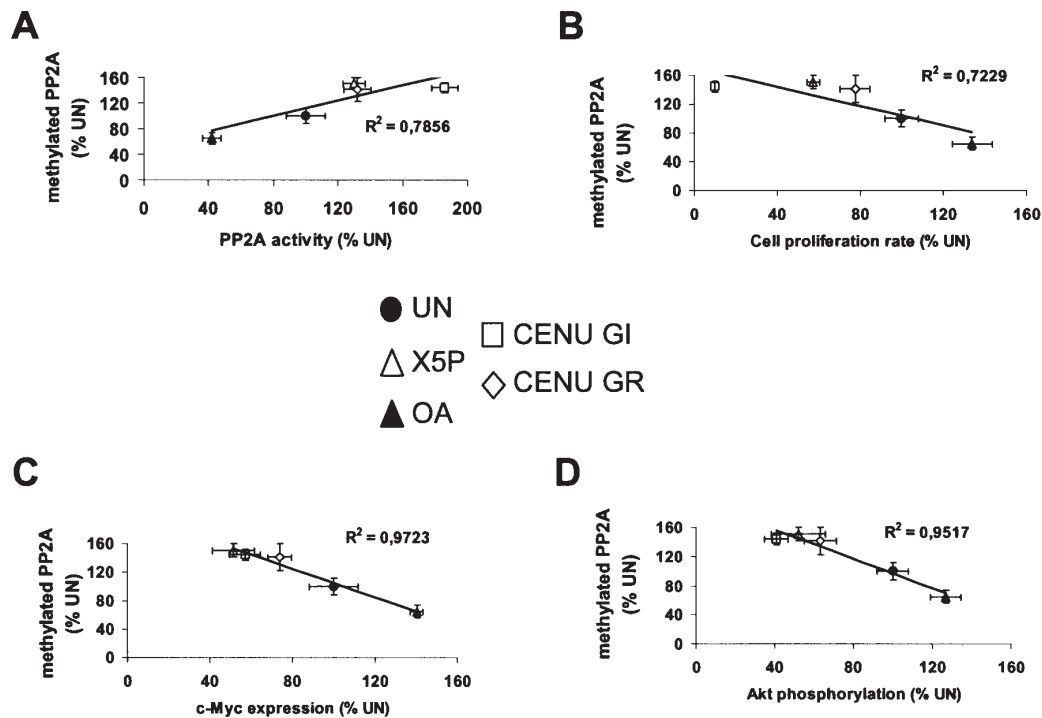 A
methylated PP2A
(% UN)
160
120
80
40
0
R² = 0,7856
0 40 80 120 160 200
PP2A activity (% UN)
B
methylated PP2A
(% UN)
160
120
80
40
0
R² = 0,7229
0 40 80 120 160
Cell proliferation rate (% UN)
UN
X5P
OA
CENU GI
CENU GR
C
methylated PP2A
(% UN)
160
120
80
40
0
R² = 0,9723
0 40 80 120 160
c-Myc expression (% UN)
D
methylated PP2A
(% UN)
160
120
80
40
0
R² = 0,9517
0 40 80 120 160
Akt phosphorylation (% UN)